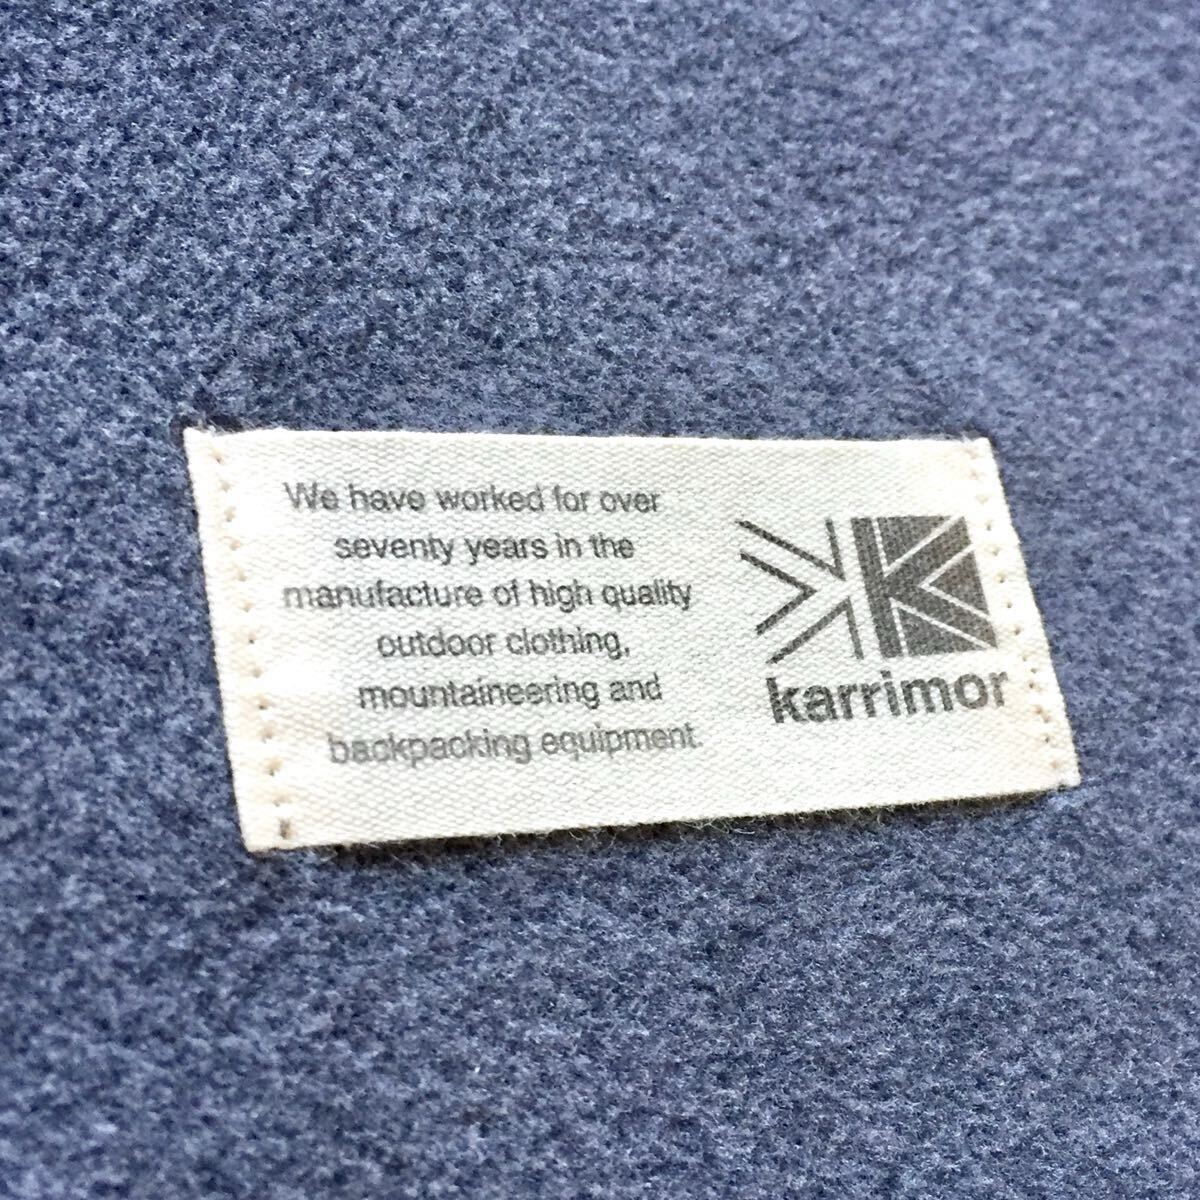 We have worked for over
seventy years in the
manufacture of high quality
outdoor clothing,
mountaineering and
backpacking equipment.
karrimor